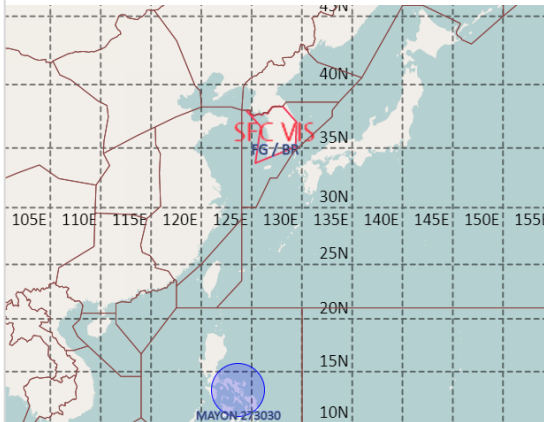 45N
40N
SFC VIS
FG / BR
35N
30N
105E 110E 115E 120E 125E 130E 135E 140E 145E 150E 155E
25N
20N
15N
10N
MAYON 273030